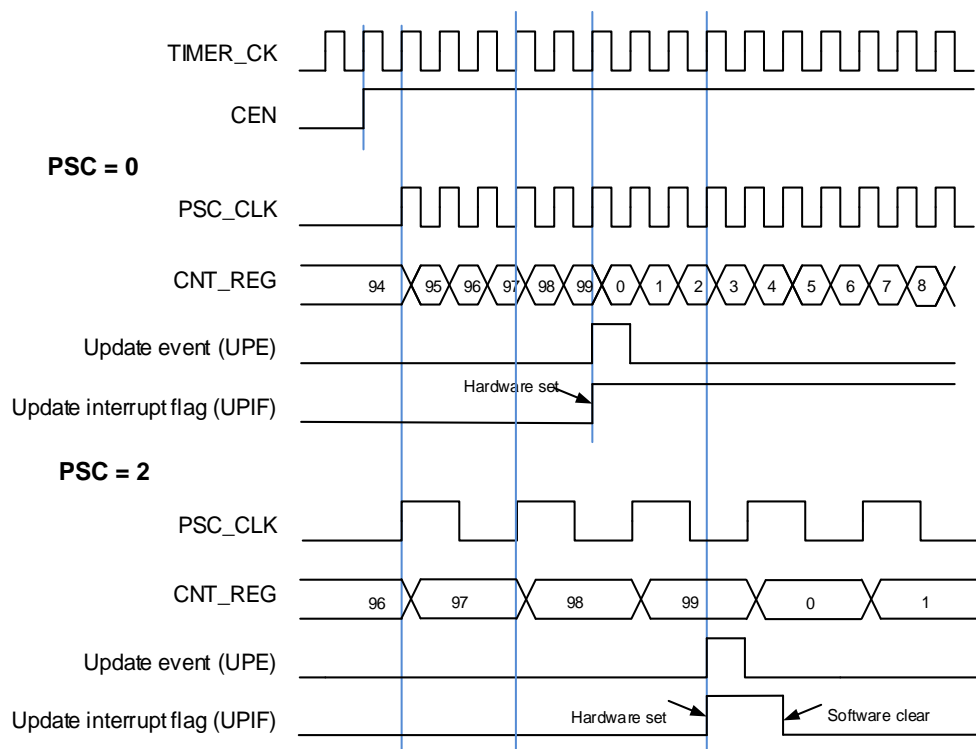 TIMER_CK
CEN
PSC = 0
PSC_CLK
CNT_REG 94 95 96 97 98 99 0 1 2 3 4 5 6 7 8
Update event (UPE)
Hardware set
Update interrupt flag (UPIF)
PSC = 2
PSC_CLK
CNT_REG 96 97 98 99 0 1
Update event (UPE)
Update interrupt flag (UPIF) Hardware set Software clear